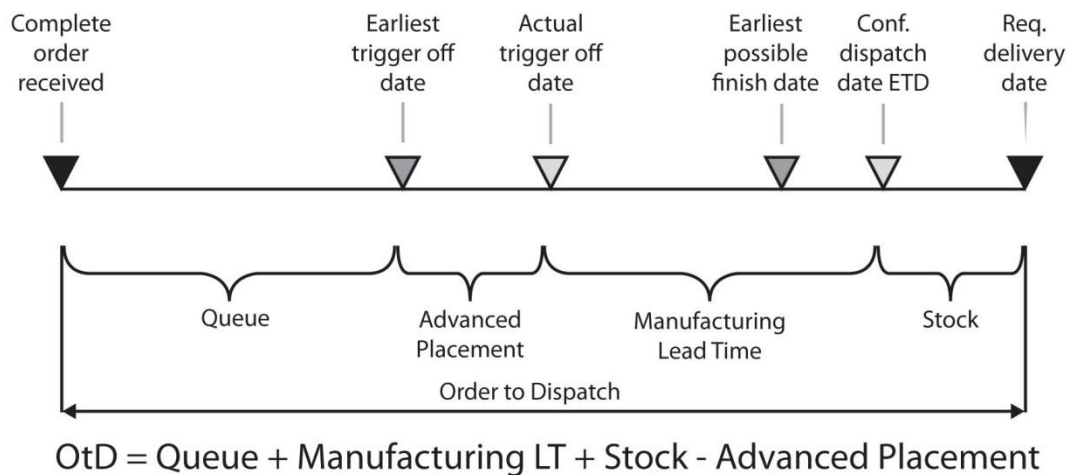 Complete
order
received
Earliest
trigger off
date
Actual
trigger off
date
Earliest
possible
finish date
Conf.
dispatch
date ETD
Req.
delivery
date
Queue
Advanced
Placement
Manufacturing
Lead Time
Stock
Order to Dispatch
OtD = Queue + Manufacturing LT + Stock - Advanced Placement